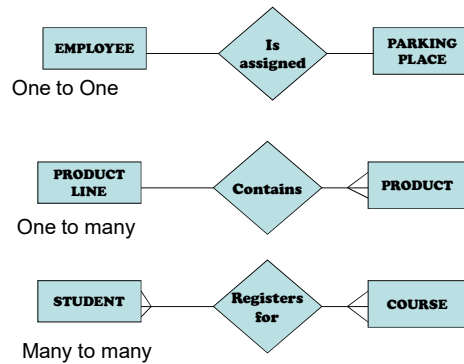 EMPLOYEE
Is
assigned
PARKING
PLACE
One to One
PRODUCT
LINE
Contains
PRODUCT
One to many
STUDENT
Registers
for
COURSE
Many to many